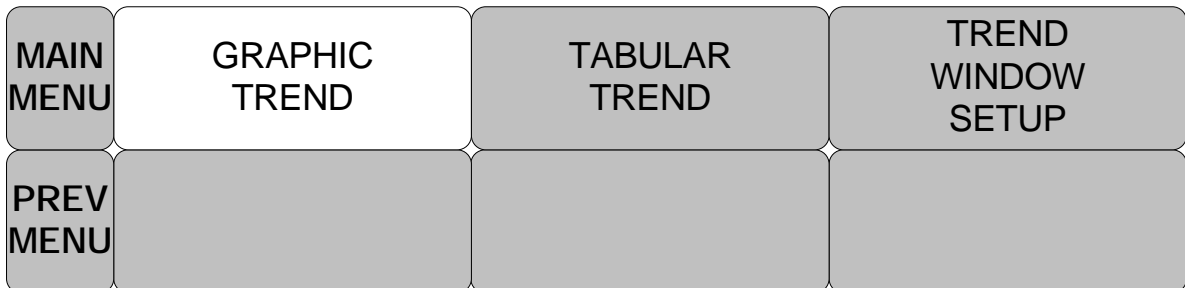 MAIN
MENU
GRAPHIC
TREND
TABULAR
TREND
TREND
WINDOW
SETUP
PREV
MENU